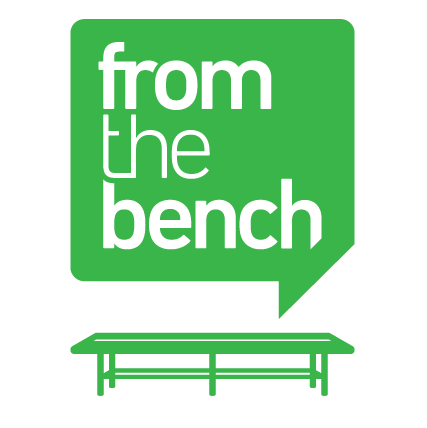 from
the
bench